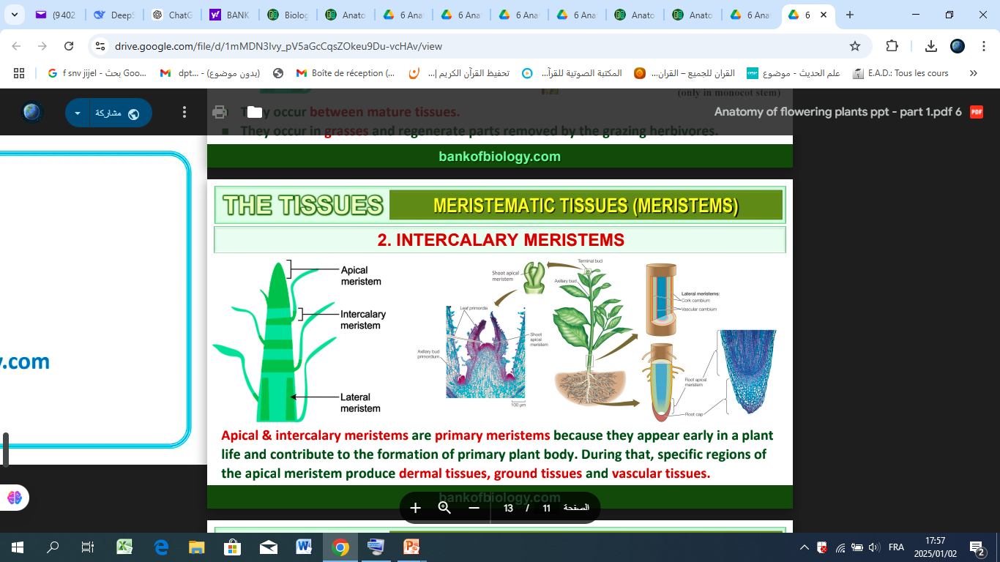 (9 402
DeepS
ChatG
BANK
Biolog
Anato
6 Ana
6 Ana
6 Ana
6 Ana
Anato
Anato
6 Ana
6
drive.google.com/file/d/1mMDN3lvy_pV5aGcCqsZOkeu9Du-vcHAv/view
f snv jijel - بحث Goo...
dpt... - (بدون موضوع)
Boîte de réception (...
تحفيظ القرآن الكريم |...
المكتبة الصوتية للقرآ...
القران للجميع – القران...
علم الحديث - موضوع
E.A.D.: Tous les cours
(only in monocot stem)
مشاركة
Anatomy of flowering plants ppt - part 1.pdf 6
PDF
They occur between mature tissues.
They occur in grasses and regenerate parts removed by the grazing herbivores.
bankofbiology.com
THE TISSUES
MERISTEMATIC TISSUES (MERISTEMS)
2. INTERCALARY MERISTEMS
Apical
meristem
Intercalary
meristem
Lateral
meristem
Shoot apical
meristem
Terminal bud
Axillary bud
Leaf primordia
Shoot
apical
meristem
Axillary bud
primordium
100 µm
Lateral meristems:
Cork cambium
Vascular cambium
Root apical
meristem
Root cap
y.com
Apical & intercalary meristems are primary meristems because they appear early in a plant
life and contribute to the formation of primary plant body. During that, specific regions of
the apical meristem produce dermal tissues, ground tissues and vascular tissues.
bankofbiology.com
الصفحة 11 / 13
FRA
17:57
2025/01/02
2